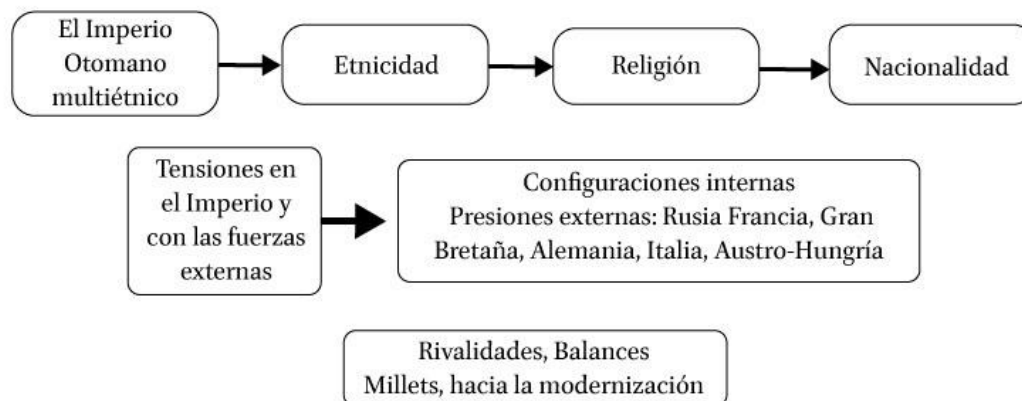 El Imperio
Otomano
multiétnico
Etnicidad
Religión
Nacionalidad
Tensiones en
el Imperio y
con las fuerzas
externas
Configuraciones internas
Presiones externas: Rusia Francia, Gran
Bretaña, Alemania, Italia, Austro-Hungría
Rivalidades, Balances
Millets, hacia la modernización